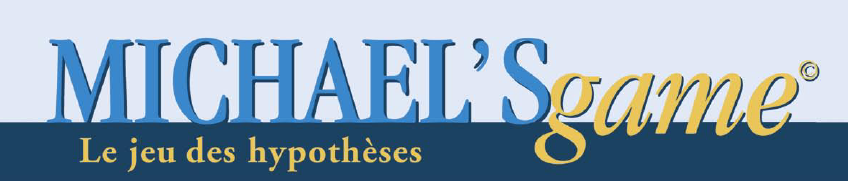 MICHAEL'S game©
Le jeu des hypothèses